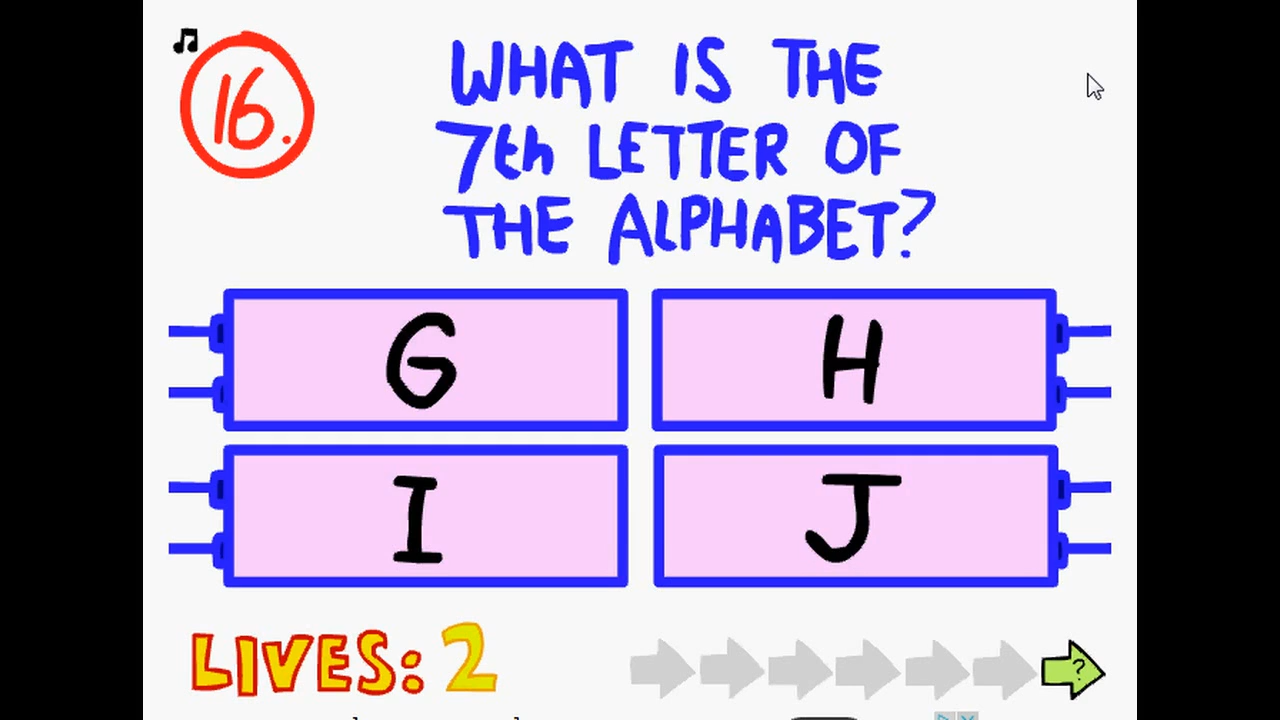 16.
WHAT IS THE
7th LETTER OF
THE ALPHABET?
G
H
I
J
LIVES: 2
?